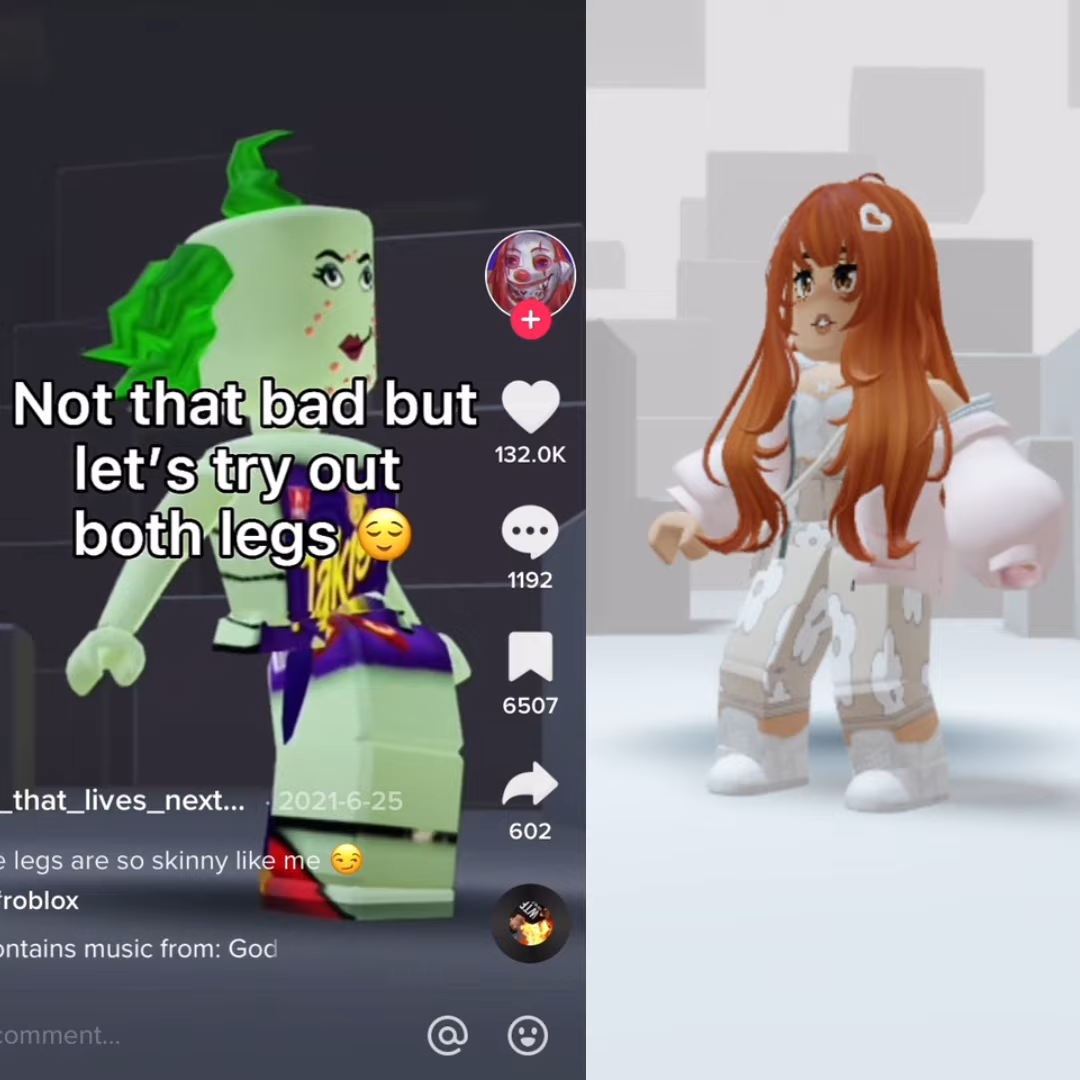 Not that bad but
let's try out
both legs 😌
Takis
132.0K
1192
6507
602
_that_lives_next... · 2021-6-25
e legs are so skinny like me 😏
#roblox
ontains music from: God
comment...